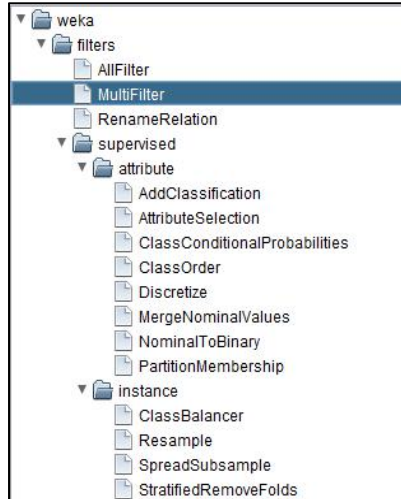 weka
filters
AllFilter
MultiFilter
RenameRelation
supervised
attribute
AddClassification
AttributeSelection
ClassConditionalProbabilities
ClassOrder
Discretize
MergeNominalValues
NominalToBinary
PartitionMembership
instance
ClassBalancer
Resample
SpreadSubsample
StratifiedRemoveFolds